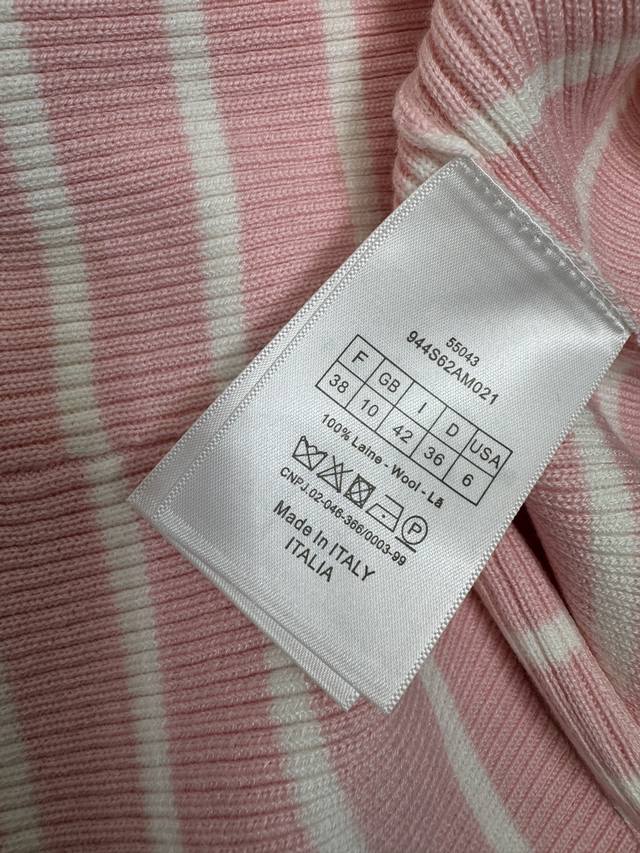 55043
944S62AM021
F GB I D USA
38 10 42 36 6
100% Laine - Wool - Lã
P
CNPJ.02-046-366/0003-99
Made In ITALY
ITALIA